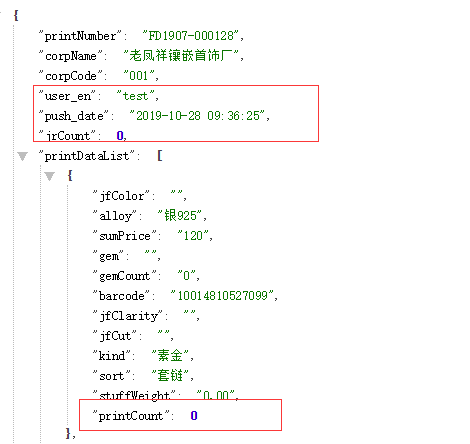 {
"printNumber": "FD1907-000128",
"corpName": "老凤祥镶嵌首饰厂",
"corpCode": "001",
"user_en": "test",
"push_date": "2019-10-28 09:36:25",
"jrCount": 0,
"printDataList": [
{
"jfColor": "",
"alloy": "银925",
"sumPrice": "120",
"gem": "",
"gemCount": "0",
"barcode": "10014810527099",
"jfClarity": "",
"jfCut": "",
"kind": "素金",
"sort": "套链",
"stuffWeight": "0.00",
"printCount": 0
},